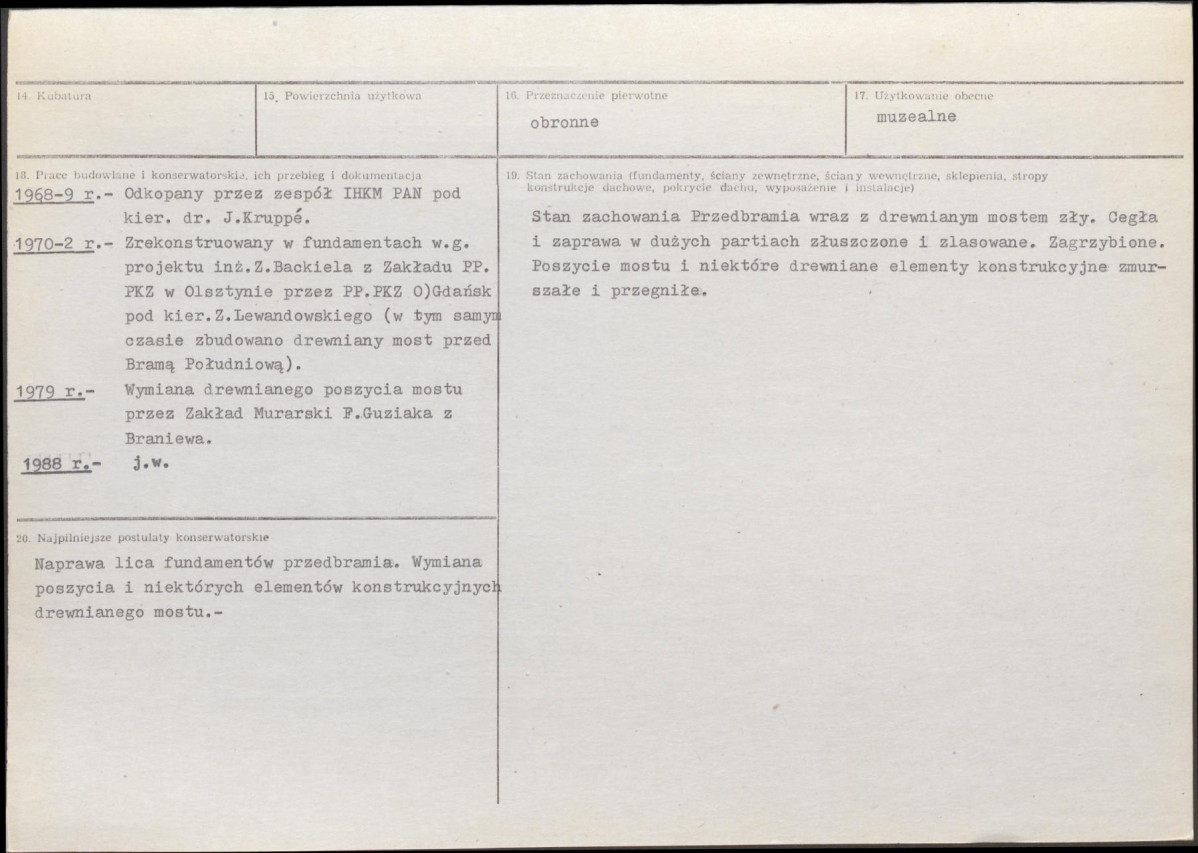 14. Kubatura
15. Powierzchnia użytkowa
16. Przeznaczenie pierwotne
obronne
17. Użytkowanie obecne
muzealne
18. Prace budowlane i konserwatorskie, ich przebieg i dokumentacja
1968-9 r.- Odkopany przez zespół IHKM PAN pod
kier. dr. J.Kruppé.
1970-2 r.- Zrekonstruowany w fundamentach w.g.
projektu inż.Z.Backiela z Zakładu PP.
PKZ w Olsztynie przez PP.PKZ O)Gdańsk
pod kier.Z.Lewandowskiego (w tym samym
czasie zbudowano drewniany most przed
Bramą Południową).
1979 r.- Wymiana drewnianego poszycia mostu
przez Zakład Murarski F.Guziaka z
Braniewa.
1988 r.- j.w.
19. Stan zachowania (fundamenty, ściany zewnętrzne, ściany wewnętrzne, sklepienia, stropy
konstrukcje dachowe, pokrycie dachu, wyposażenie i instalacje)
Stan zachowania Przedbramia wraz z drewnianym mostem zły. Cegła
i zaprawa w dużych partiach złuszczone i zlasowane. Zagrzybione.
Poszycie mostu i niektóre drewniane elementy konstrukcyjne zmur-
szałe i przegniłe.
20. Najpilniejsze postulaty konserwatorskie
Naprawa lica fundamentów przedbramia. Wymiana
poszycia i niektórych elementów konstrukcyjnych
drewnianego mostu.-